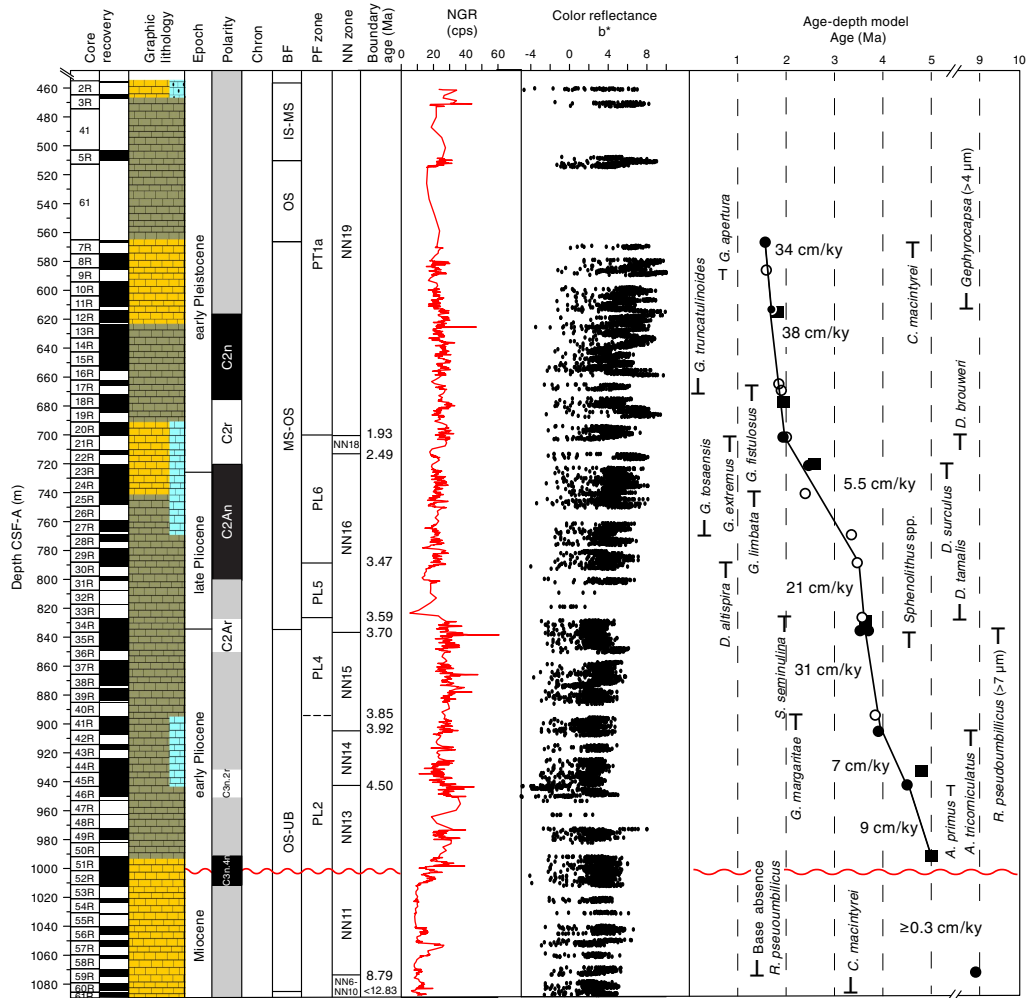 Core
recovery
Graphic
lithology
Epoch
Polarity
Chron
BF
PF zone
NN zone
Boundary
age (Ma)
NGR
(cps)
0 20 40 60
Color reflectance
b*
-4 0 4 8
Age-depth model
Age (Ma)
0 1 2 3 4 5 9 10
Depth CSF-A (m)
460
480
500
520
540
560
580
600
620
640
660
680
700
720
740
760
780
800
820
840
860
880
900
920
940
960
980
1000
1020
1040
1060
1080
2R
3R
41
5R
61
7R
8R
9R
10R
11R
12R
13R
14R
15R
16R
17R
18R
19R
20R
21R
22R
23R
24R
25R
26R
27R
28R
29R
30R
31R
32R
33R
34R
35R
36R
37R
38R
39R
40R
41R
42R
43R
44R
45R
46R
47R
48R
49R
50R
51R
52R
53R
54R
55R
56R
57R
58R
59R
60R
61R
early Pleistocene
late Pliocene
early Pliocene
Miocene
C2n
C2r
C2An
C2Ar
C3n.2r
C3n.4n
IS-MS
OS
MS-OS
OS-UB
PT1a
PL6
PL5
PL4
PL2
NN19
NN18
NN16
NN15
NN14
NN13
NN11
NN6-
NN10
1.93
2.49
3.47
3.59
3.70
3.85
3.92
4.50
8.79
<12.83
34 cm/ky
38 cm/ky
5.5 cm/ky
21 cm/ky
31 cm/ky
7 cm/ky
9 cm/ky
≥0.3 cm/ky
G. truncatulinoides
G. apertura
C. macintyrei
Gephyrocapsa (>4 µm)
G. tosaensis
G. extremus
G. fistulosus
G. limbata
D. brouweri
D. surculus
D. tamalis
Sphenolithus spp.
D. altispira
S. seminulina
G. margaritae
R. pseudoumbillicus (>7 µm)
A. primus
A. tricorniculatus
Base absence
R. pseoumbilicus
C. macintyrei